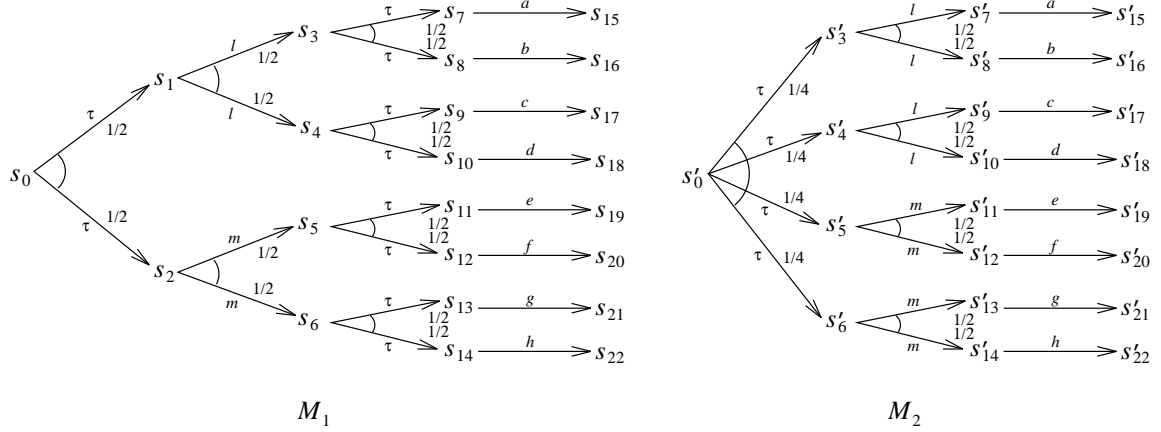 s0 τ 1/2 s1 l 1/2 s3 τ 1/2 s7 a s15
1/2 τ s8 b s16
1/2 l s4 τ 1/2 s9 c s17
1/2 τ s10 d s18
1/2 τ s2 m 1/2 s5 τ 1/2 s11 e s19
1/2 τ s12 f s20
1/2 m s6 τ 1/2 s13 g s21
1/2 τ s14 h s22
M1
s′0 τ 1/4 s′3 l 1/2 s′7 a s′15
1/2 l s′8 b s′16
τ 1/4 s′4 l 1/2 s′9 c s′17
1/2 l s′10 d s′18
1/4 τ s′5 m 1/2 s′11 e s′19
1/2 m s′12 f s′20
τ 1/4 s′6 m 1/2 s′13 g s′21
1/2 m s′14 h s′22
M2